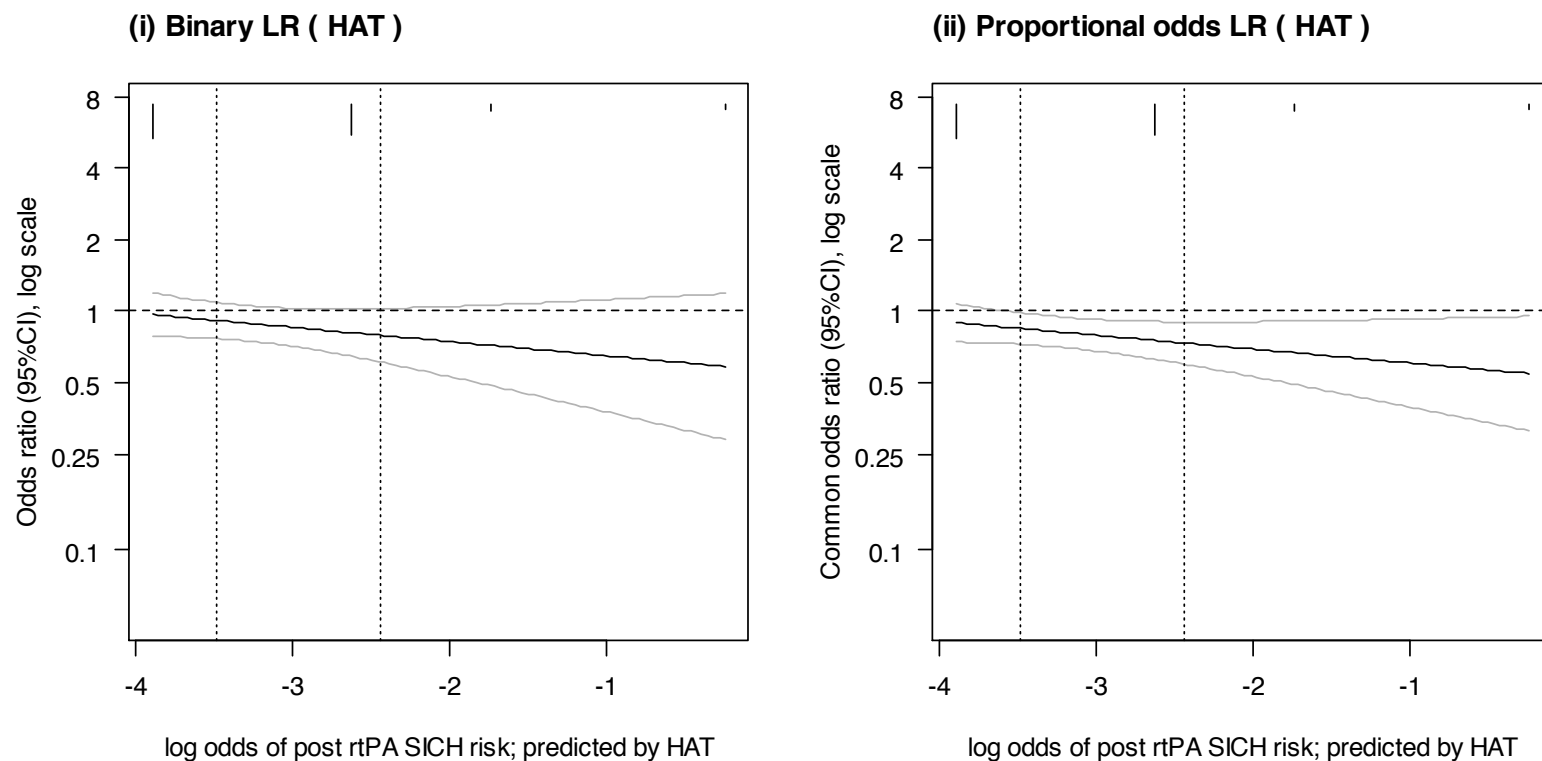 (i) Binary LR ( HAT )
8
4
2
1
0.5
0.25
0.1
Odds ratio (95%CI), log scale
-4 -3 -2 -1
log odds of post rtPA SICH risk; predicted by HAT
(ii) Proportional odds LR ( HAT )
8
4
2
1
0.5
0.25
0.1
Common odds ratio (95%CI), log scale
-4 -3 -2 -1
log odds of post rtPA SICH risk; predicted by HAT